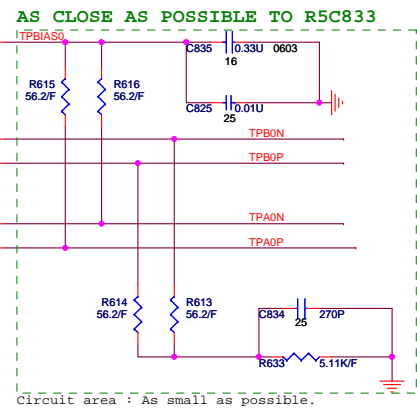 AS CLOSE AS POSSIBLE TO R5C833
TPBIAS0
C835 0.33U 0603
16
R615 56.2/F
R616 56.2/F
C825 0.01U
25
TPB0N
TPB0P
TPA0N
TPA0P
R614 56.2/F
R613 56.2/F
C834 270P
25
R633 5.11K/F
Circuit area : As small as possible.